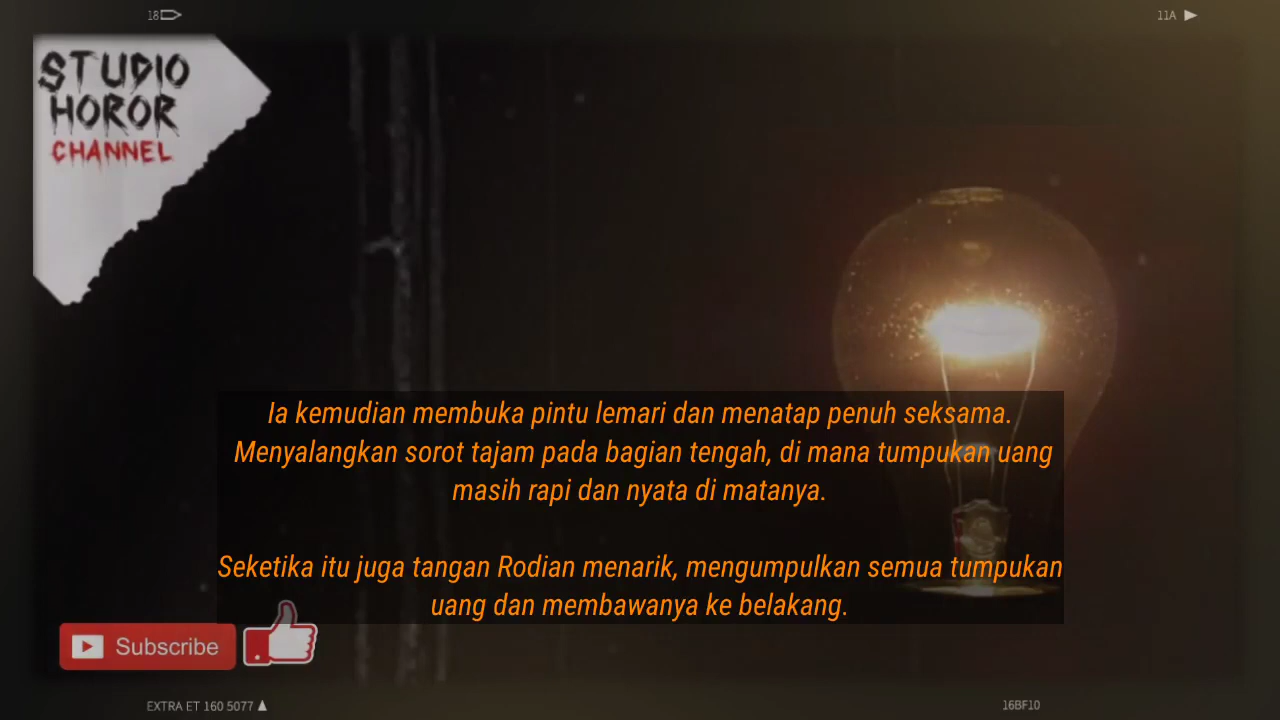 18
11A
STUDIO
HOROR
CHANNEL
Ia kemudian membuka pintu lemari dan menatap penuh seksama.
Menyalangkan sorot tajam pada bagian tengah, di mana tumpukan uang
masih rapi dan nyata di matanya.
Seketika itu juga tangan Rodian menarik, mengumpulkan semua tumpukan
uang dan membawanya ke belakang.
Subscribe
EXTRA ET 160 5077
16BF10